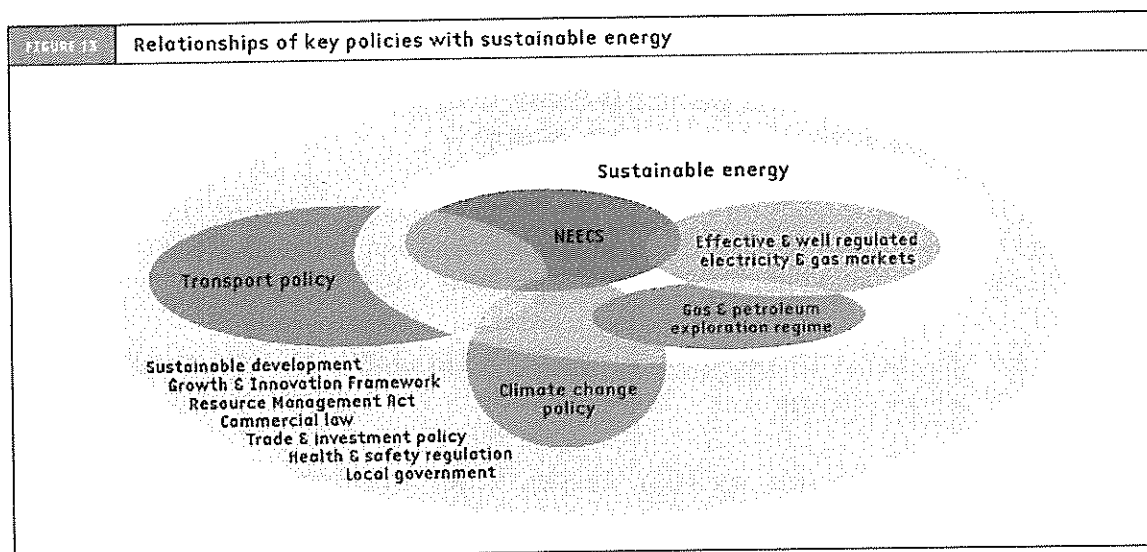 FIGURE 13
Relationships of key policies with sustainable energy
Sustainable energy
NEECS
Effective & well regulated
electricity & gas markets
Transport policy
Gas & petroleum
exploration regime
Climate change
policy
Sustainable development
Growth & Innovation Framework
Resource Management Act
Commercial law
Trade & investment policy
Health & safety regulation
Local government